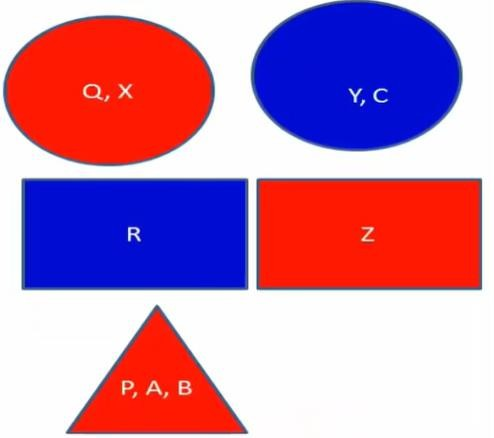 Q, X
Y, C
R
Z
P, A, B